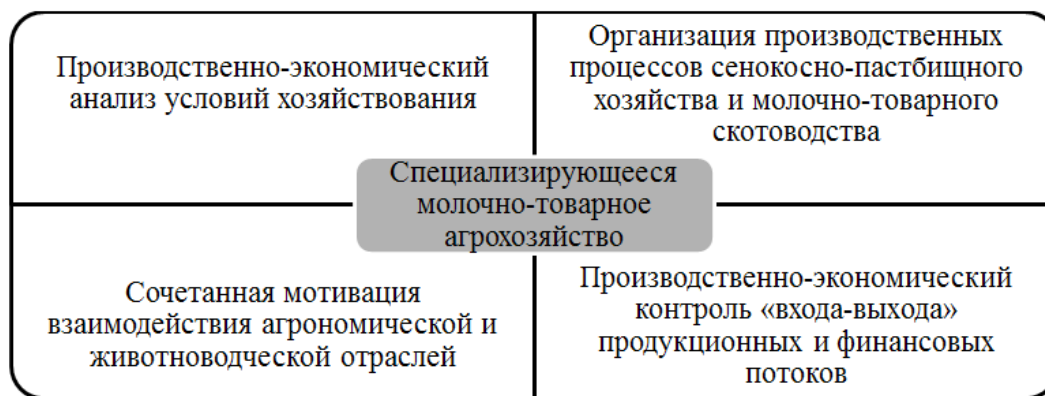 Производственно-экономический
анализ условий хозяйствования
Организация производственных
процессов сенокосно-пастбищного
хозяйства и молочно-товарного
скотоводства
Специализирующееся
молочно-товарное
агрохозяйство
Сочетанная мотивация
взаимодействия агрономической и
животноводческой отраслей
Производственно-экономический
контроль «входа-выхода»
продукционных и финансовых
потоков